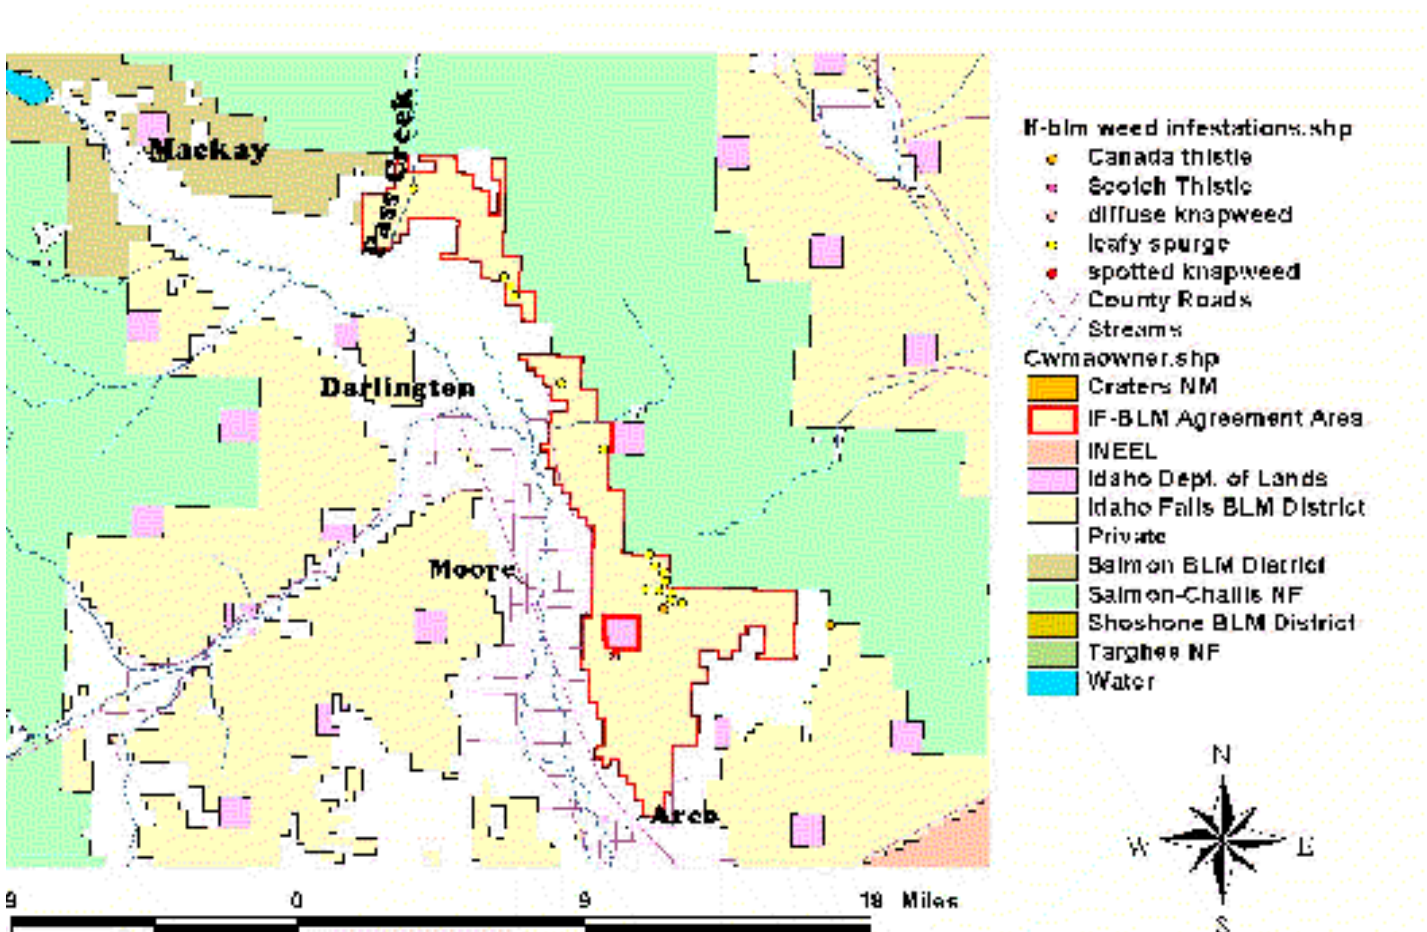 Mackay
Pass Creek
Darlington
Moore
Arco
If-blm weed infestations.shp
Canada thistle
Scotch Thistle
diffuse knapweed
leafy spurge
spotted knapweed
County Roads
Streams
Cwmaowner.shp
Craters NM
IF-BLM Agreement Area
INEEL
Idaho Dept. of Lands
Idaho Falls BLM District
Private
Salmon BLM District
Salmon-Challis NF
Shoshone BLM District
Targhee NF
Water
N
W E
S
9 0 9 18 Miles